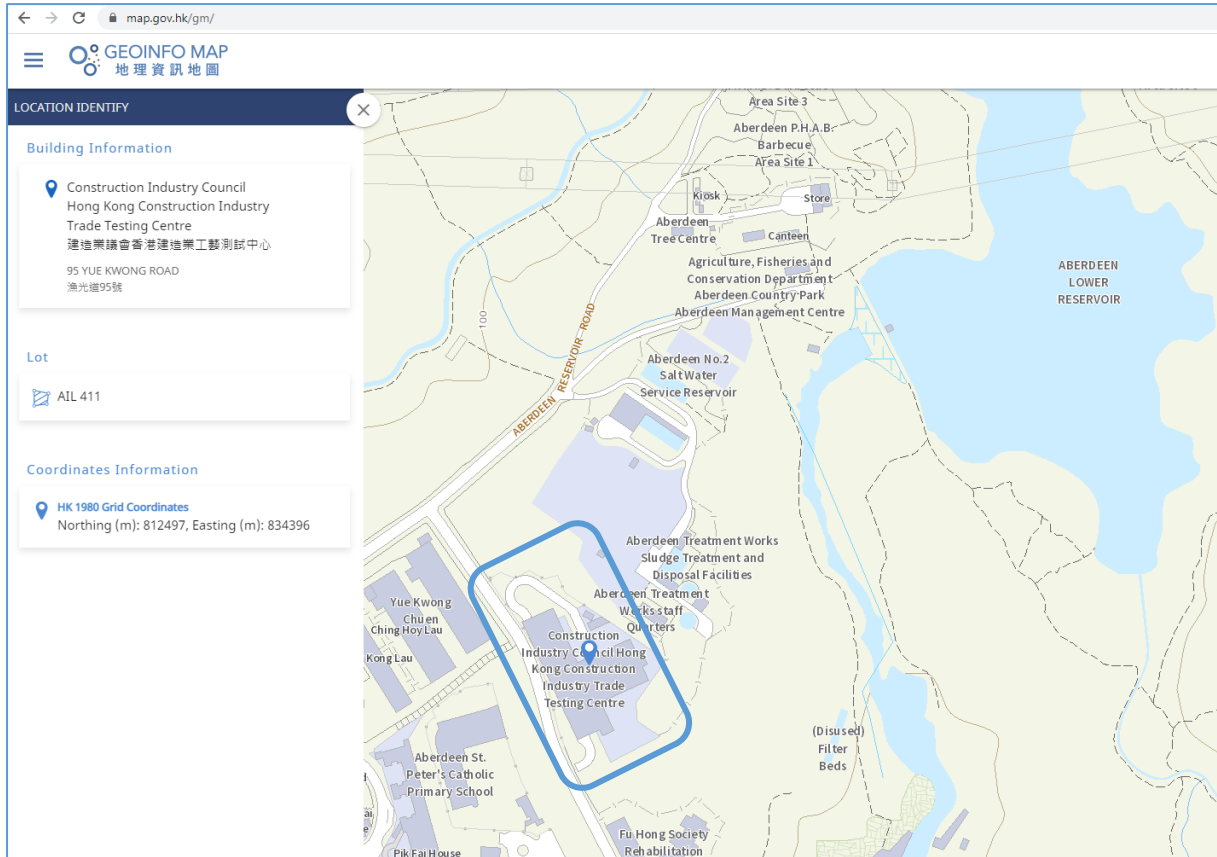 map.gov.hk/gm/
GEOINFO MAP
地理資訊地圖
LOCATION IDENTIFY
Building Information
Construction Industry Council
Hong Kong Construction Industry
Trade Testing Centre
建造業議會香港建造業工藝測試中心
95 YUE KWONG ROAD
漁光道95號
Lot
AIL 411
Coordinates Information
HK 1980 Grid Coordinates
Northing (m): 812497, Easting (m): 834396
Area Site 3
Aberdeen P.H.A.B.
Barbecue
Area Site 1
Kiosk
Store
Aberdeen
Tree Centre
Canteen
Agriculture, Fisheries and
Conservation Department
Aberdeen Country Park
Aberdeen Management Centre
ABERDEEN
LOWER
RESERVOIR
100
ABERDEEN RESERVOIR ROAD
Aberdeen No.2
Salt Water
Service Reservoir
Aberdeen Treatment Works
Sludge Treatment and
Disposal Facilities
Aberdeen Treatment
Works staff
Quarters
Yue Kwong
Chuen
Ching Hoy Lau
Kong Lau
Construction
Industry Council Hong
Kong Construction
Industry Trade
Testing Centre
(Disused)
Filter
Beds
Aberdeen St.
Peter's Catholic
Primary School
Pik Fai House
Fu Hong Society
Rehabilitation